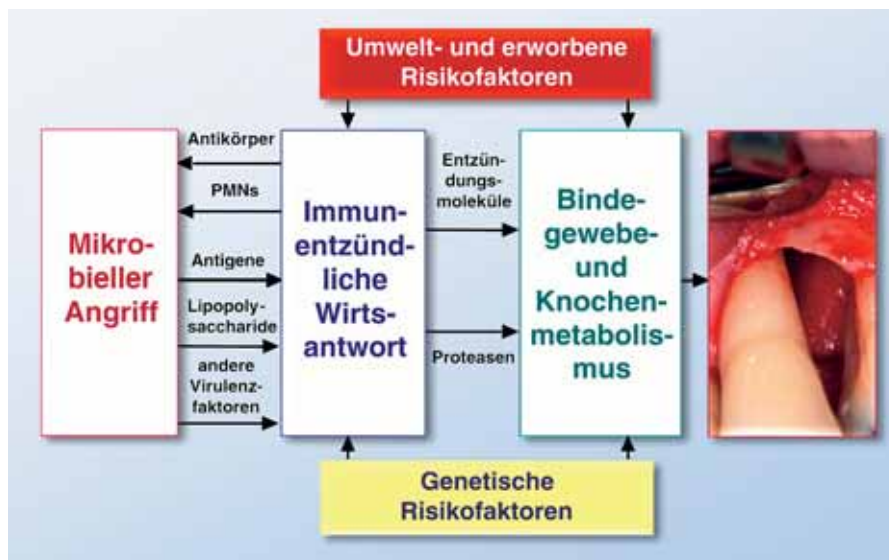 Umwelt- und erworbene
Risikofaktoren
Mikro-
bieller
Angriff
Antikörper
PMNs
Antigene
Lipopoly-
saccharide
andere
Virulenz-
faktoren
Immun-
entzünd-
liche
Wirts-
antwort
Entzün-
dungs-
moleküle
Proteasen
Binde-
gewebe-
und
Knochen-
metabolis-
mus
Genetische
Risikofaktoren